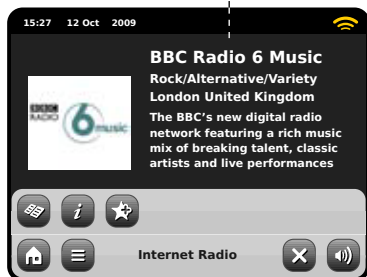 15:27 12 Oct 2009
BBC Radio 6 Music
Rock/Alternative/Variety
London United Kingdom
The BBC's new digital radio
network featuring a rich music
mix of breaking talent, classic
artists and live performances
BBC
RADIO
6
music
i
Internet Radio